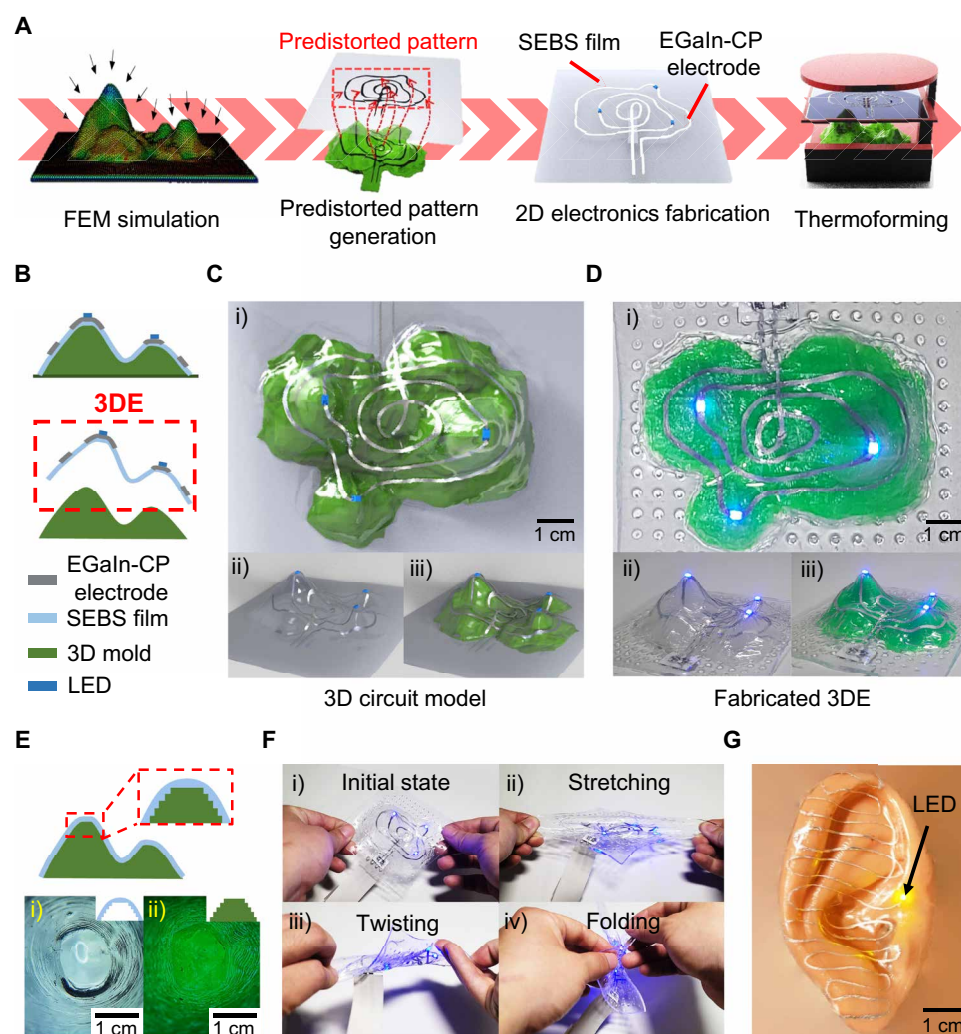 A
Predistorted pattern
SEBS film
EGaIn-CP
electrode
FEM simulation
Predistorted pattern
generation
2D electronics fabrication
Thermoforming
B
3DE
EGaIn-CP
electrode
SEBS film
3D mold
LED
C
i)
1 cm
ii)
iii)
3D circuit model
D
i)
1 cm
ii)
iii)
Fabricated 3DE
E
i)
ii)
1 cm
1 cm
F
i)
Initial state
ii)
Stretching
iii)
Twisting
iv)
Folding
G
LED
1 cm